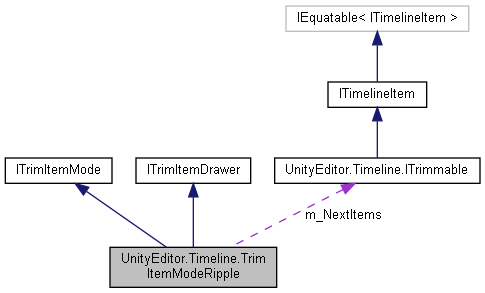 IEquatable< ITimelineItem >
ITimelineItem
ITrimItemMode
ITrimItemDrawer
UnityEditor.Timeline.ITrimmable
m_NextItems
UnityEditor.Timeline.Trim
ItemModeRipple